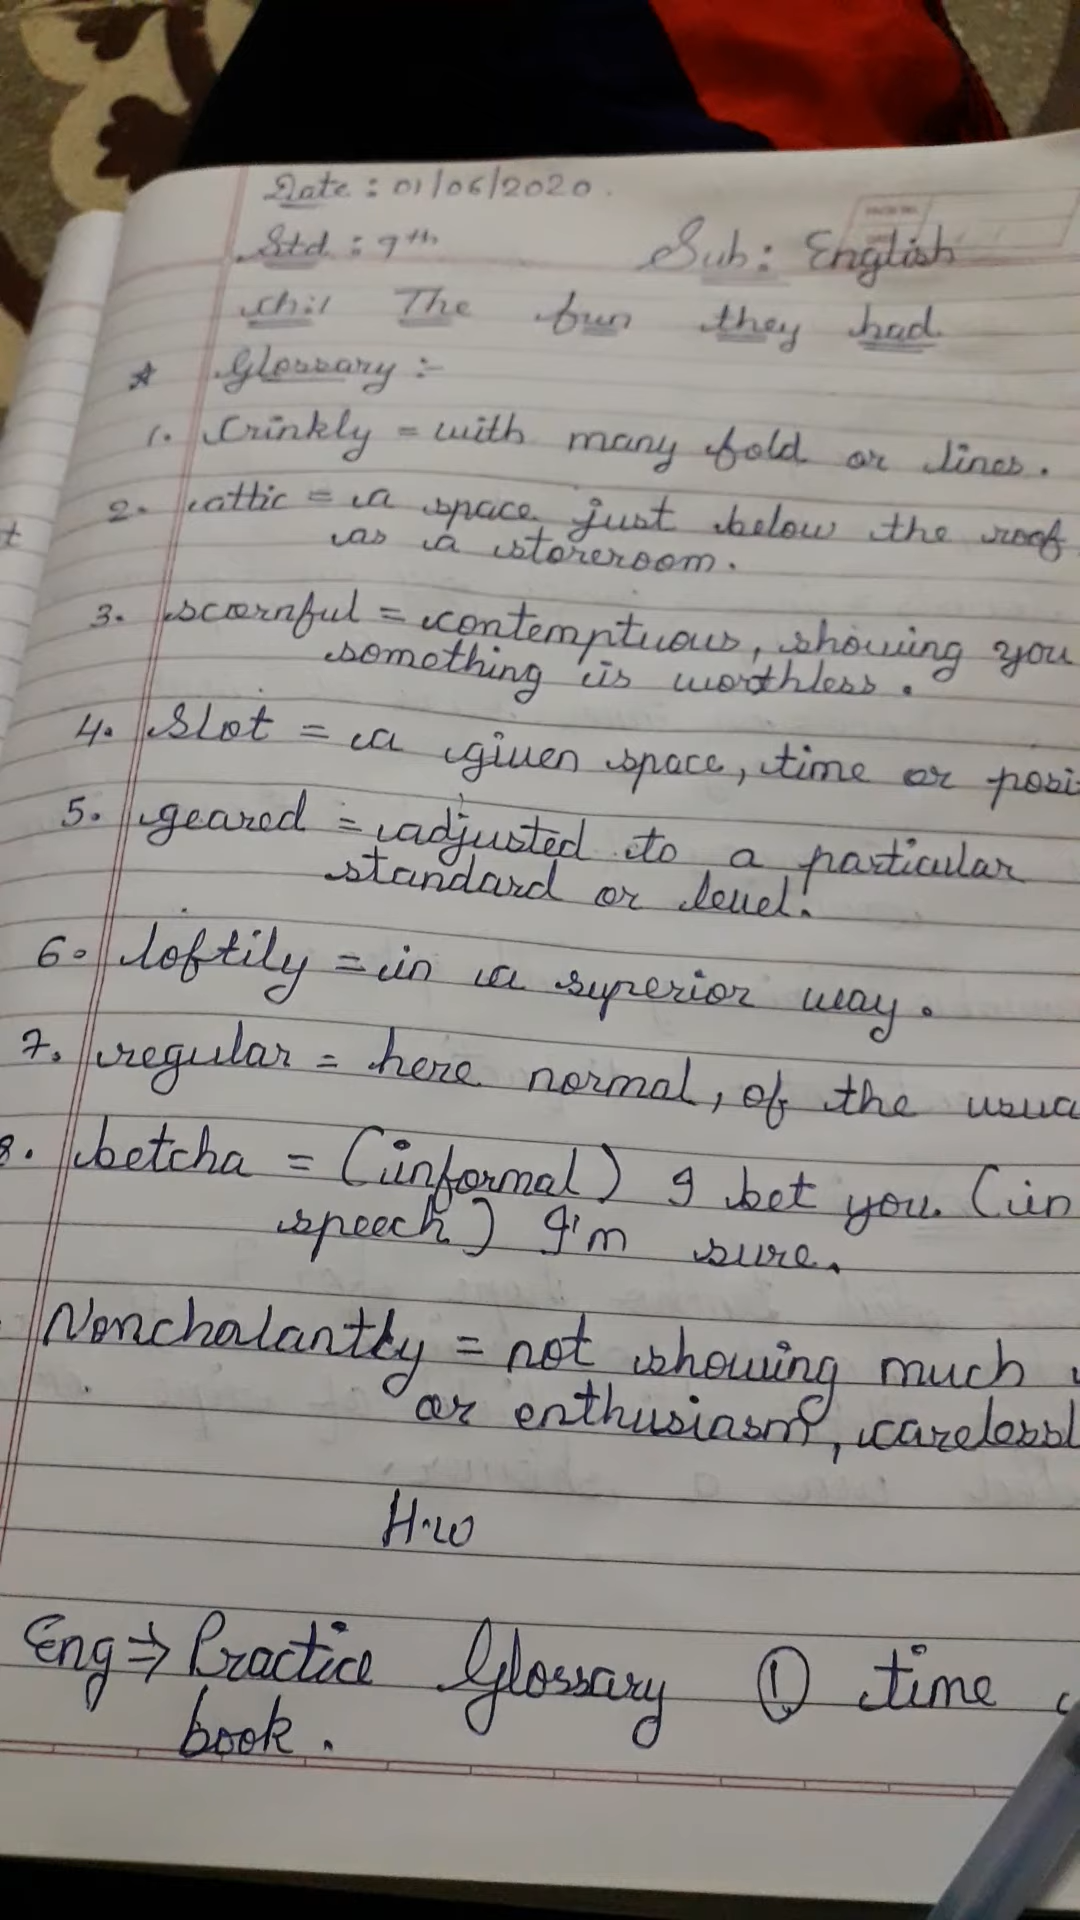 Date : 01/06/2020.
Std : 9th Sub : English
The fun they had
* Glossary :-
1. Crinkly = with many fold or lines.
2. attic = a space just below the roof
as a storeroom.
3. scornful = contemptuous, showing you
something is worthless.
4. Slot = a given space, time or posi
5. geared = adjusted to a particular
standard or level.
6. loftily = in a superior way.
7. regular = here normal, of the usua
8. betcha = (informal) I bet you. (in
speech) I'm sure.
Nonchalantly = not showing much
or enthusiasm, carelessl
H.w
Eng ⇒ Practice Glossary ① time
book.